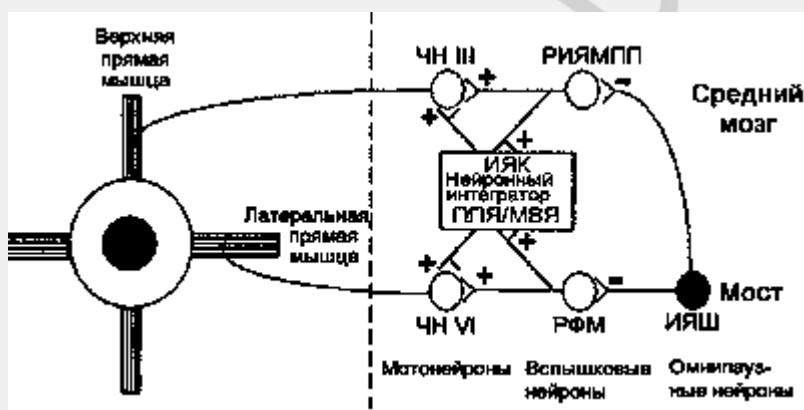 Верхняя
прямая
мышца
ЧН III
+
РИЯМПП
-
Средний
мозг
+
+
ИЯК
Нейронный
интегратор
ППЯ/МВЯ
Латеральная
прямая
мышца
+
+
+
-
Мост
ЧН VI
РФМ
ИЯШ
Мотонейроны
Вспышковые
нейроны
Омнипауз-
ные нейроны